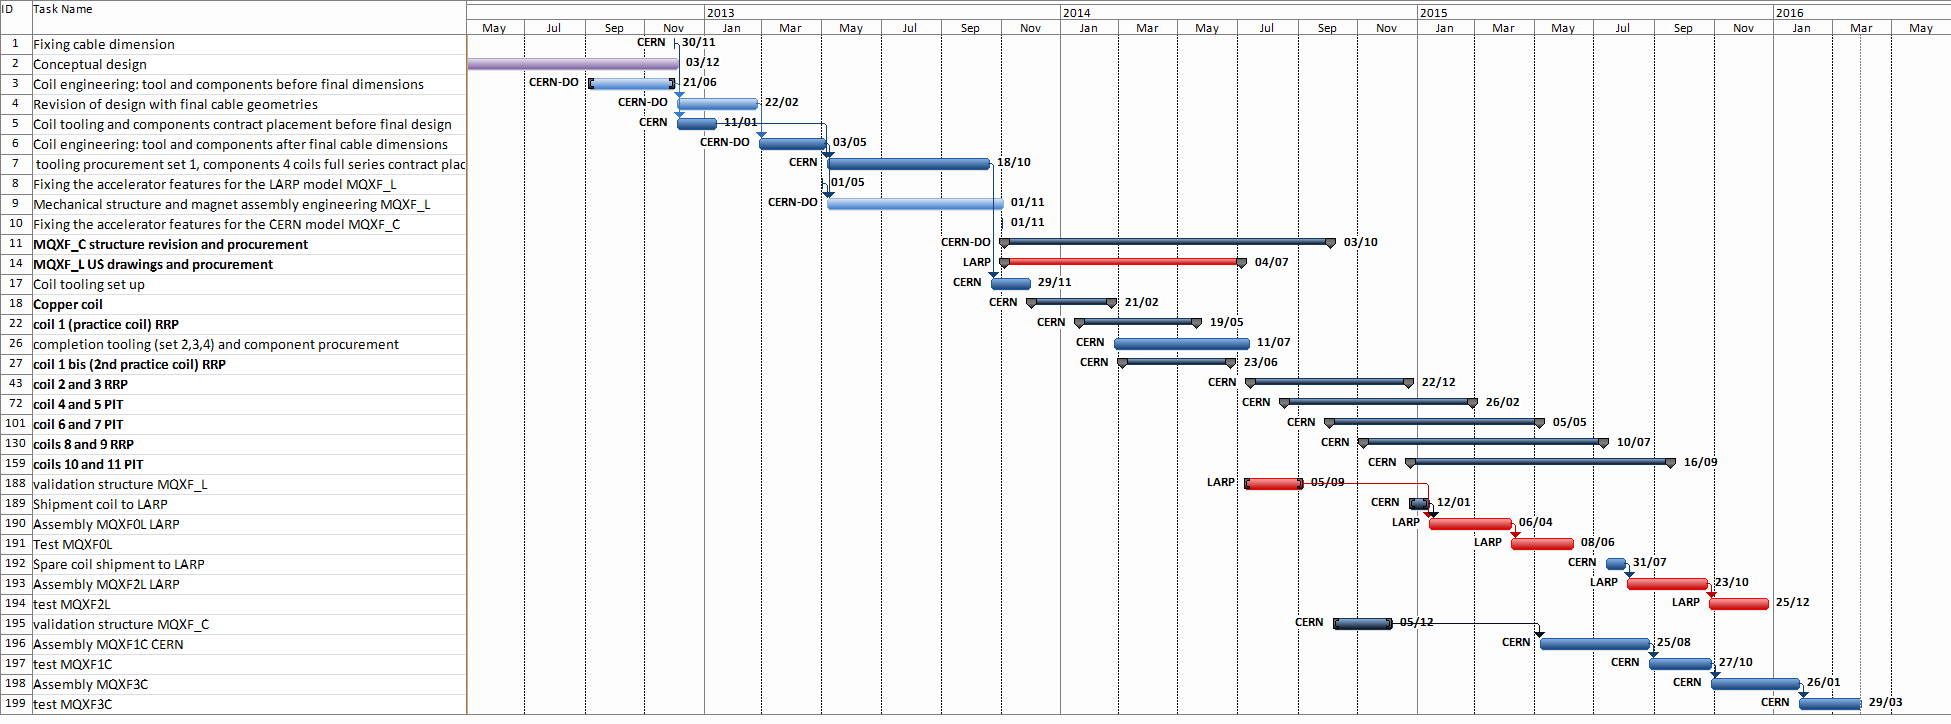 ID Task Name
2013 2014 2015 2016
May Jul Sep Nov Jan Mar May Jul Sep Nov Jan Mar May Jul Sep Nov Jan Mar May Jul Sep Nov Jan Mar May
1 Fixing cable dimension CERN 30/11
2 Conceptual design 03/12
3 Coil engineering: tool and components before final dimensions CERN-DO 21/06
4 Revision of design with final cable geometries CERN-DO 22/02
5 Coil tooling and components contract placement before final design CERN 11/01
6 Coil engineering: tool and components after final cable dimensions CERN-DO 03/05
7 tooling procurement set 1, components 4 coils full series contract plac CERN 18/10
8 Fixing the accelerator features for the LARP model MQXF_L 01/05
9 Mechanical structure and magnet assembly engineering MQXF_L CERN-DO 01/11
10 Fixing the accelerator features for the CERN model MQXF_C 01/11
11 MQXF_C structure revision and procurement CERN-DO 03/10
14 MQXF_L US drawings and procurement LARP 04/07
17 Coil tooling set up CERN 29/11
18 Copper coil CERN 21/02
22 coil 1 (practice coil) RRP CERN 19/05
26 completion tooling (set 2,3,4) and component procurement CERN 11/07
27 coil 1 bis (2nd practice coil) RRP CERN 23/06
43 coil 2 and 3 RRP CERN 22/12
72 coil 4 and 5 PIT CERN 26/02
101 coil 6 and 7 PIT CERN 05/05
130 coils 8 and 9 RRP CERN 10/07
159 coils 10 and 11 PIT CERN 16/09
188 validation structure MQXF_L LARP 05/09
189 Shipment coil to LARP CERN 12/01
190 Assembly MQXF0L LARP LARP 06/04
191 Test MQXF0L LARP 08/06
192 Spare coil shipment to LARP CERN 31/07
193 Assembly MQXF2L LARP LARP 23/10
194 test MQXF2L LARP 25/12
195 validation structure MQXF_C CERN 05/12
196 Assembly MQXF1C CERN CERN 25/08
197 test MQXF1C CERN 27/10
198 Assembly MQXF3C CERN 26/01
199 test MQXF3C CERN 29/03